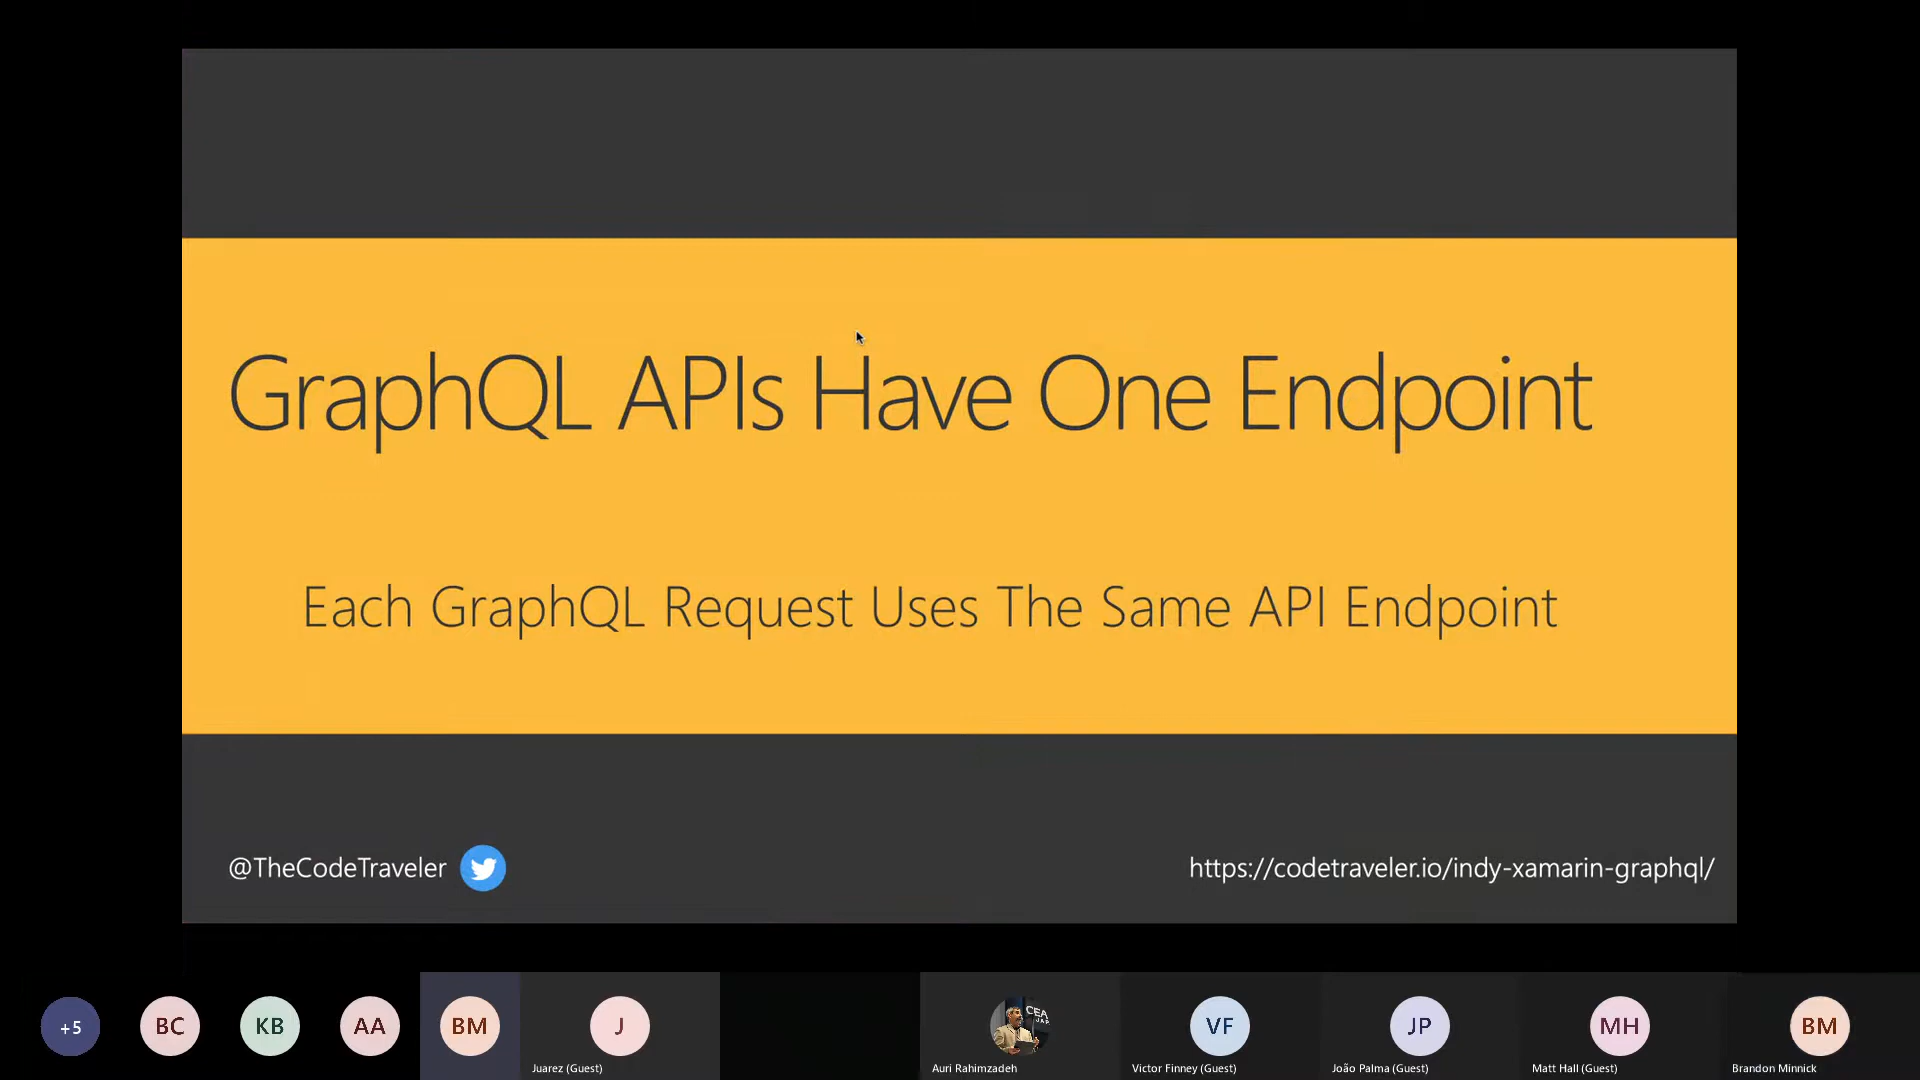 GraphQL APIs Have One Endpoint
Each GraphQL Request Uses The Same API Endpoint
@TheCodeTraveler
https://codetraveler.io/indy-xamarin-graphql/
+5
BC
KB
AA
BM
J
Juarez (Guest)
CEA
Auri Rahimzadeh
VF
Victor Finney (Guest)
JP
João Palma (Guest)
MH
Matt Hall (Guest)
BM
Brandon Minnick